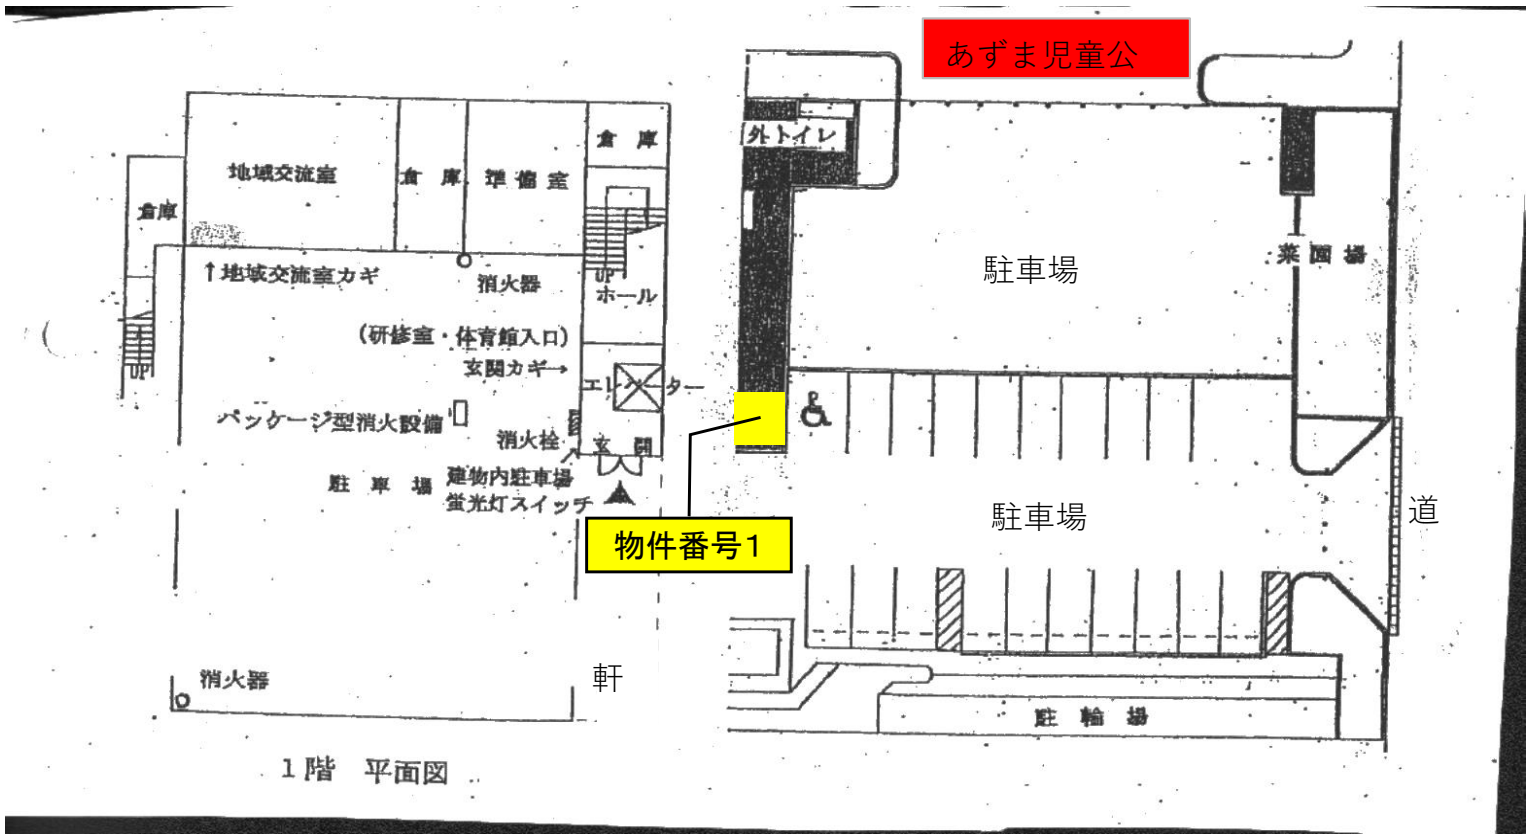 あずま児童公
倉 庫
外トイレ
地域交流室
倉 庫
準 備 室
倉庫
菜 園 場
↑地域交流室カギ
消火器
UP
ホール
駐車場
(研修室・体育館入口)
玄関カギ→
エレベーター
UP
パッケージ型消火設備
消火栓
玄 関
駐 車 場
建物内駐車場
蛍光灯スイッチ
物件番号1
駐車場
道
消火器
軒
駐 輪 場
1階 平面図